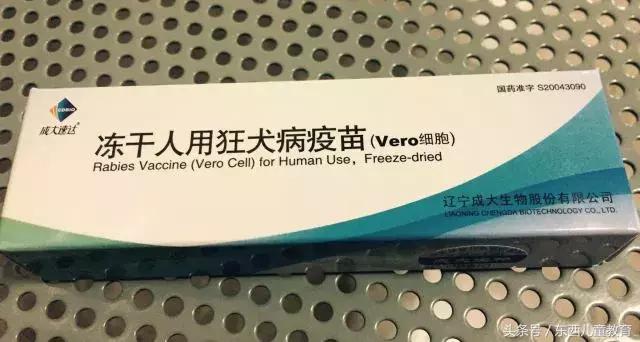 国药准字 S20043090
CDBIO
成大速达®
冻干人用狂犬病疫苗(Vero细胞)
Rabies Vaccine (Vero Cell) for Human Use, Freeze-dried
辽宁成大生物股份有限公司
LIAONING CHENGDA BIOTECHNOLOGY CO.,LTD.
头条号/东西儿童教育